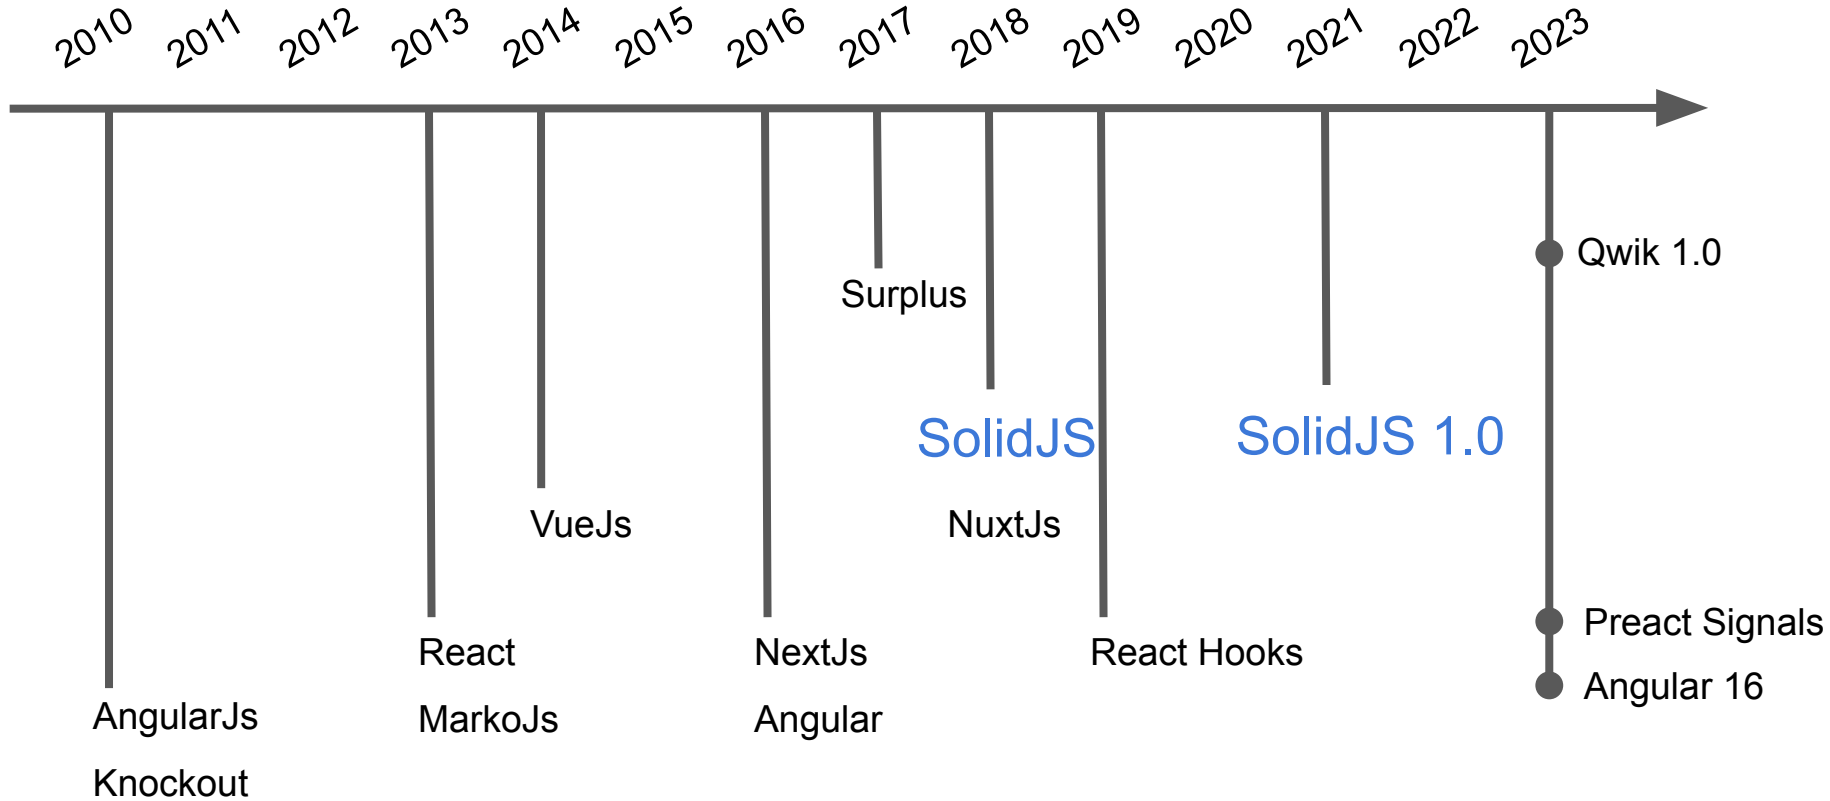 2010 2011 2012 2013 2014 2015 2016 2017 2018 2019 2020 2021 2022 2023
Qwik 1.0
Surplus
SolidJS
SolidJS 1.0
VueJs
NuxtJs
Preact Signals
React
NextJs
React Hooks
Angular 16
AngularJs
MarkoJs
Angular
Knockout